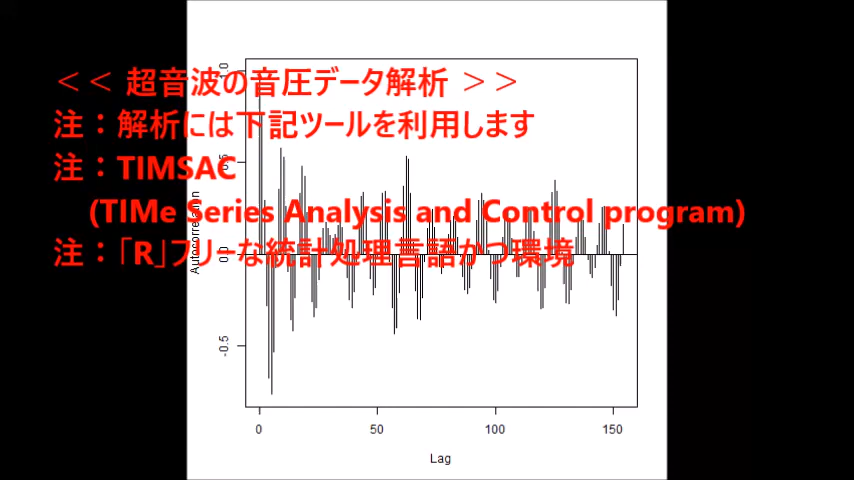 ＜＜ 超音波の音圧データ解析 ＞＞
注：解析には下記ツールを利用します
注：TIMSAC
(TIMe Series Analysis and Control program)
注：「R」フリーな統計処理言語かつ環境
Autocorrelation
1.0
0.5
0.0
-0.5
0 50 100 150
Lag